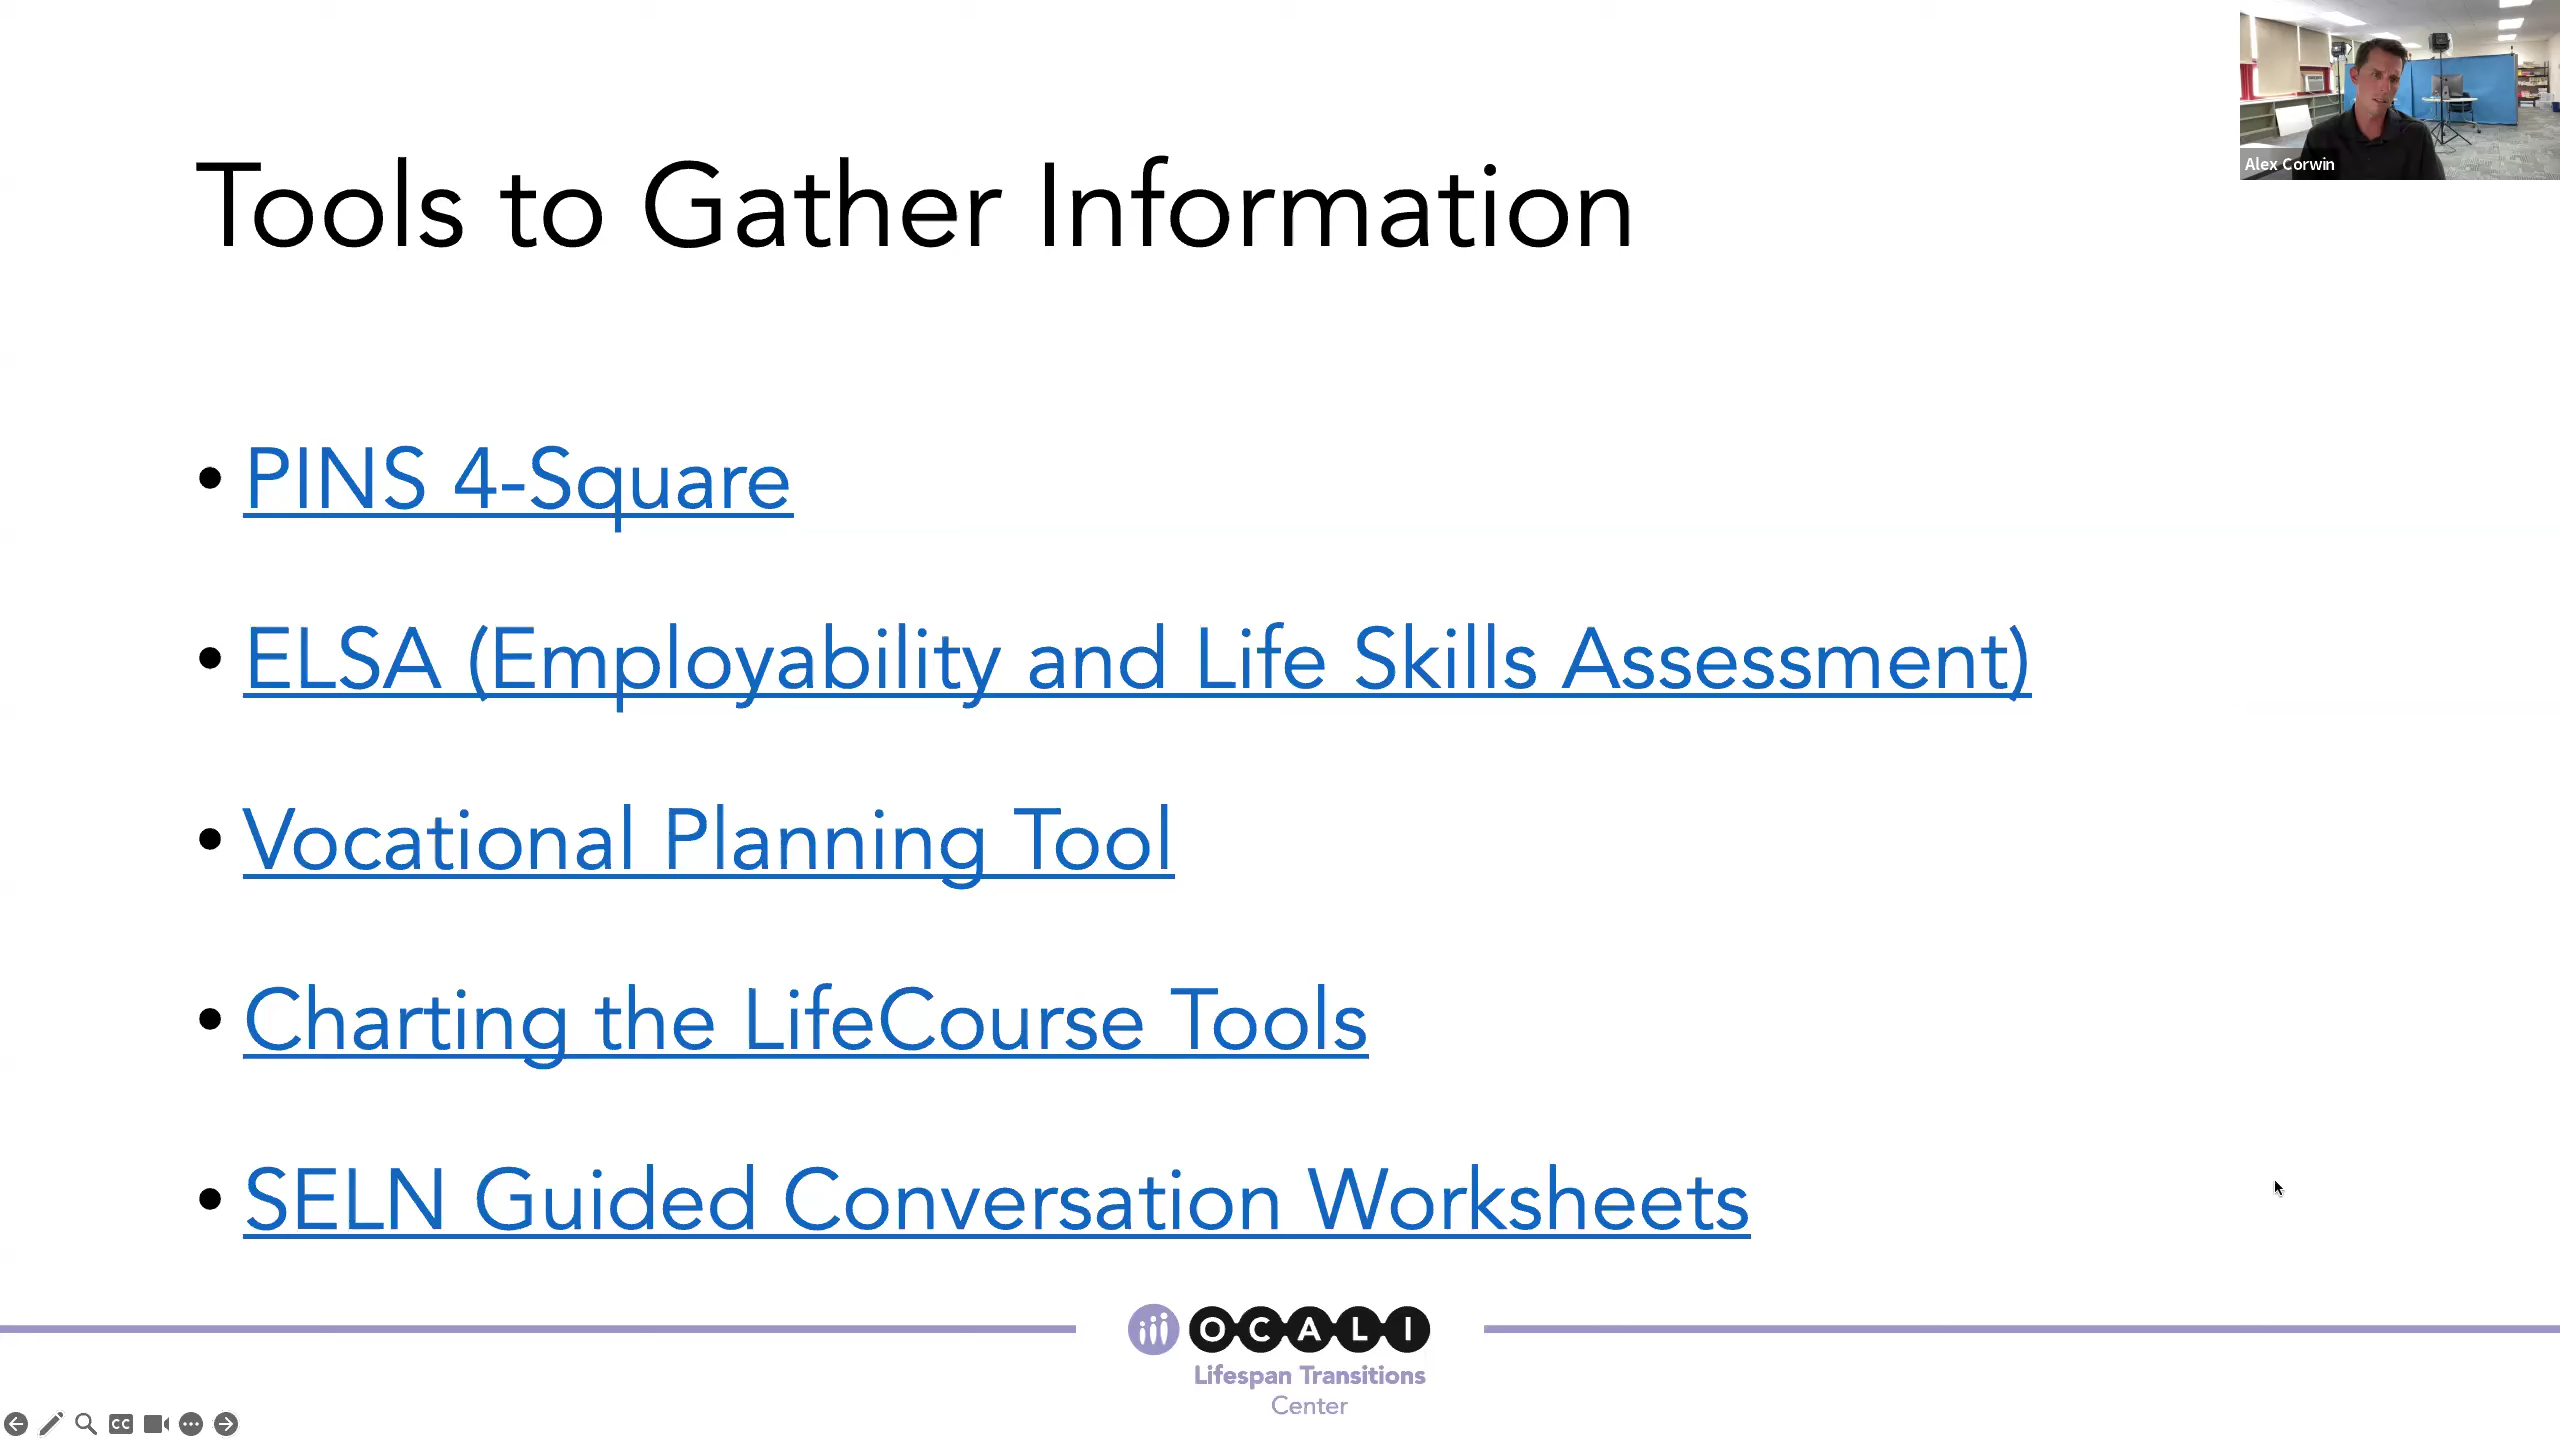 Alex Corwin
Tools to Gather Information
• PINS 4-Square
• ELSA (Employability and Life Skills Assessment)
• Vocational Planning Tool
• Charting the LifeCourse Tools
• SELN Guided Conversation Worksheets
OCALI
Lifespan Transitions
Center
CC